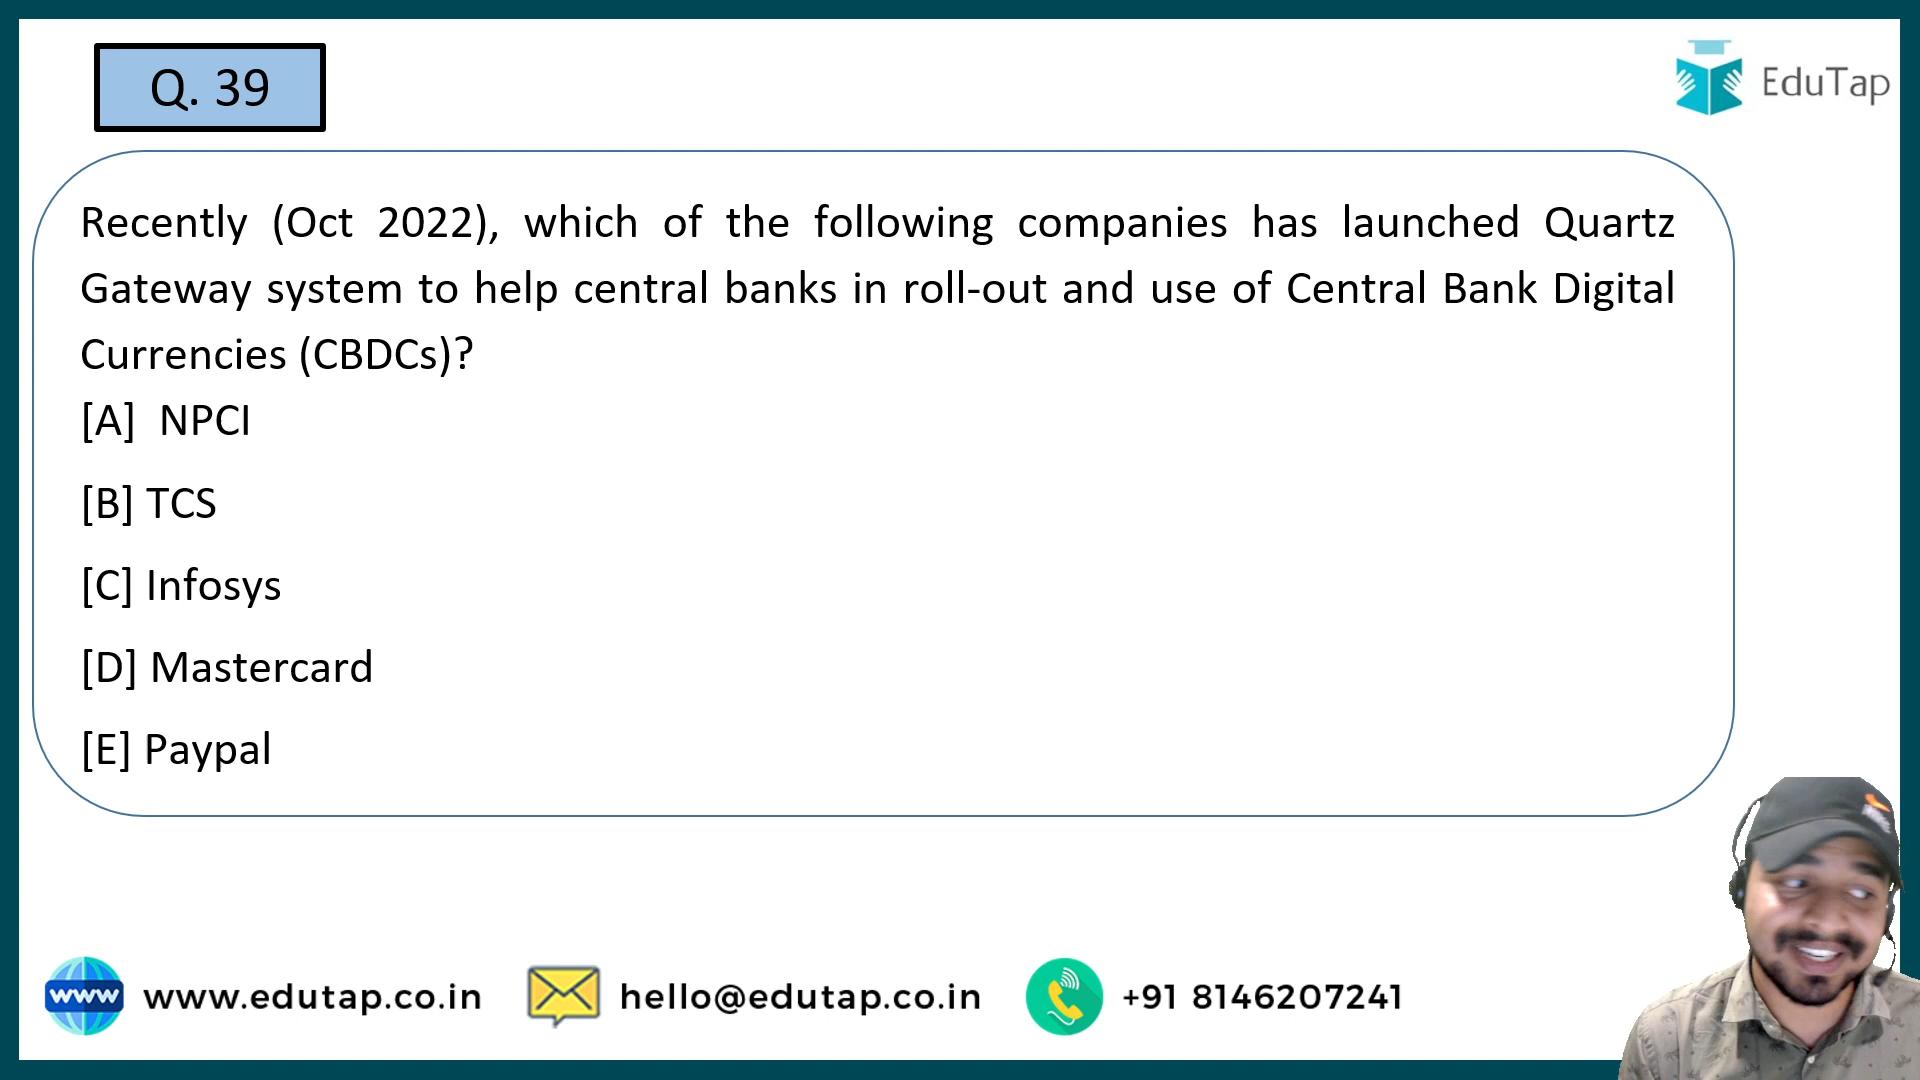 Q. 39
EduTap
Recently (Oct 2022), which of the following companies has launched Quartz
Gateway system to help central banks in roll-out and use of Central Bank Digital
Currencies (CBDCs)?
[A] NPCI
[B] TCS
[C] Infosys
[D] Mastercard
[E] Paypal
www www.edutap.co.in hello@edutap.co.in +91 8146207241